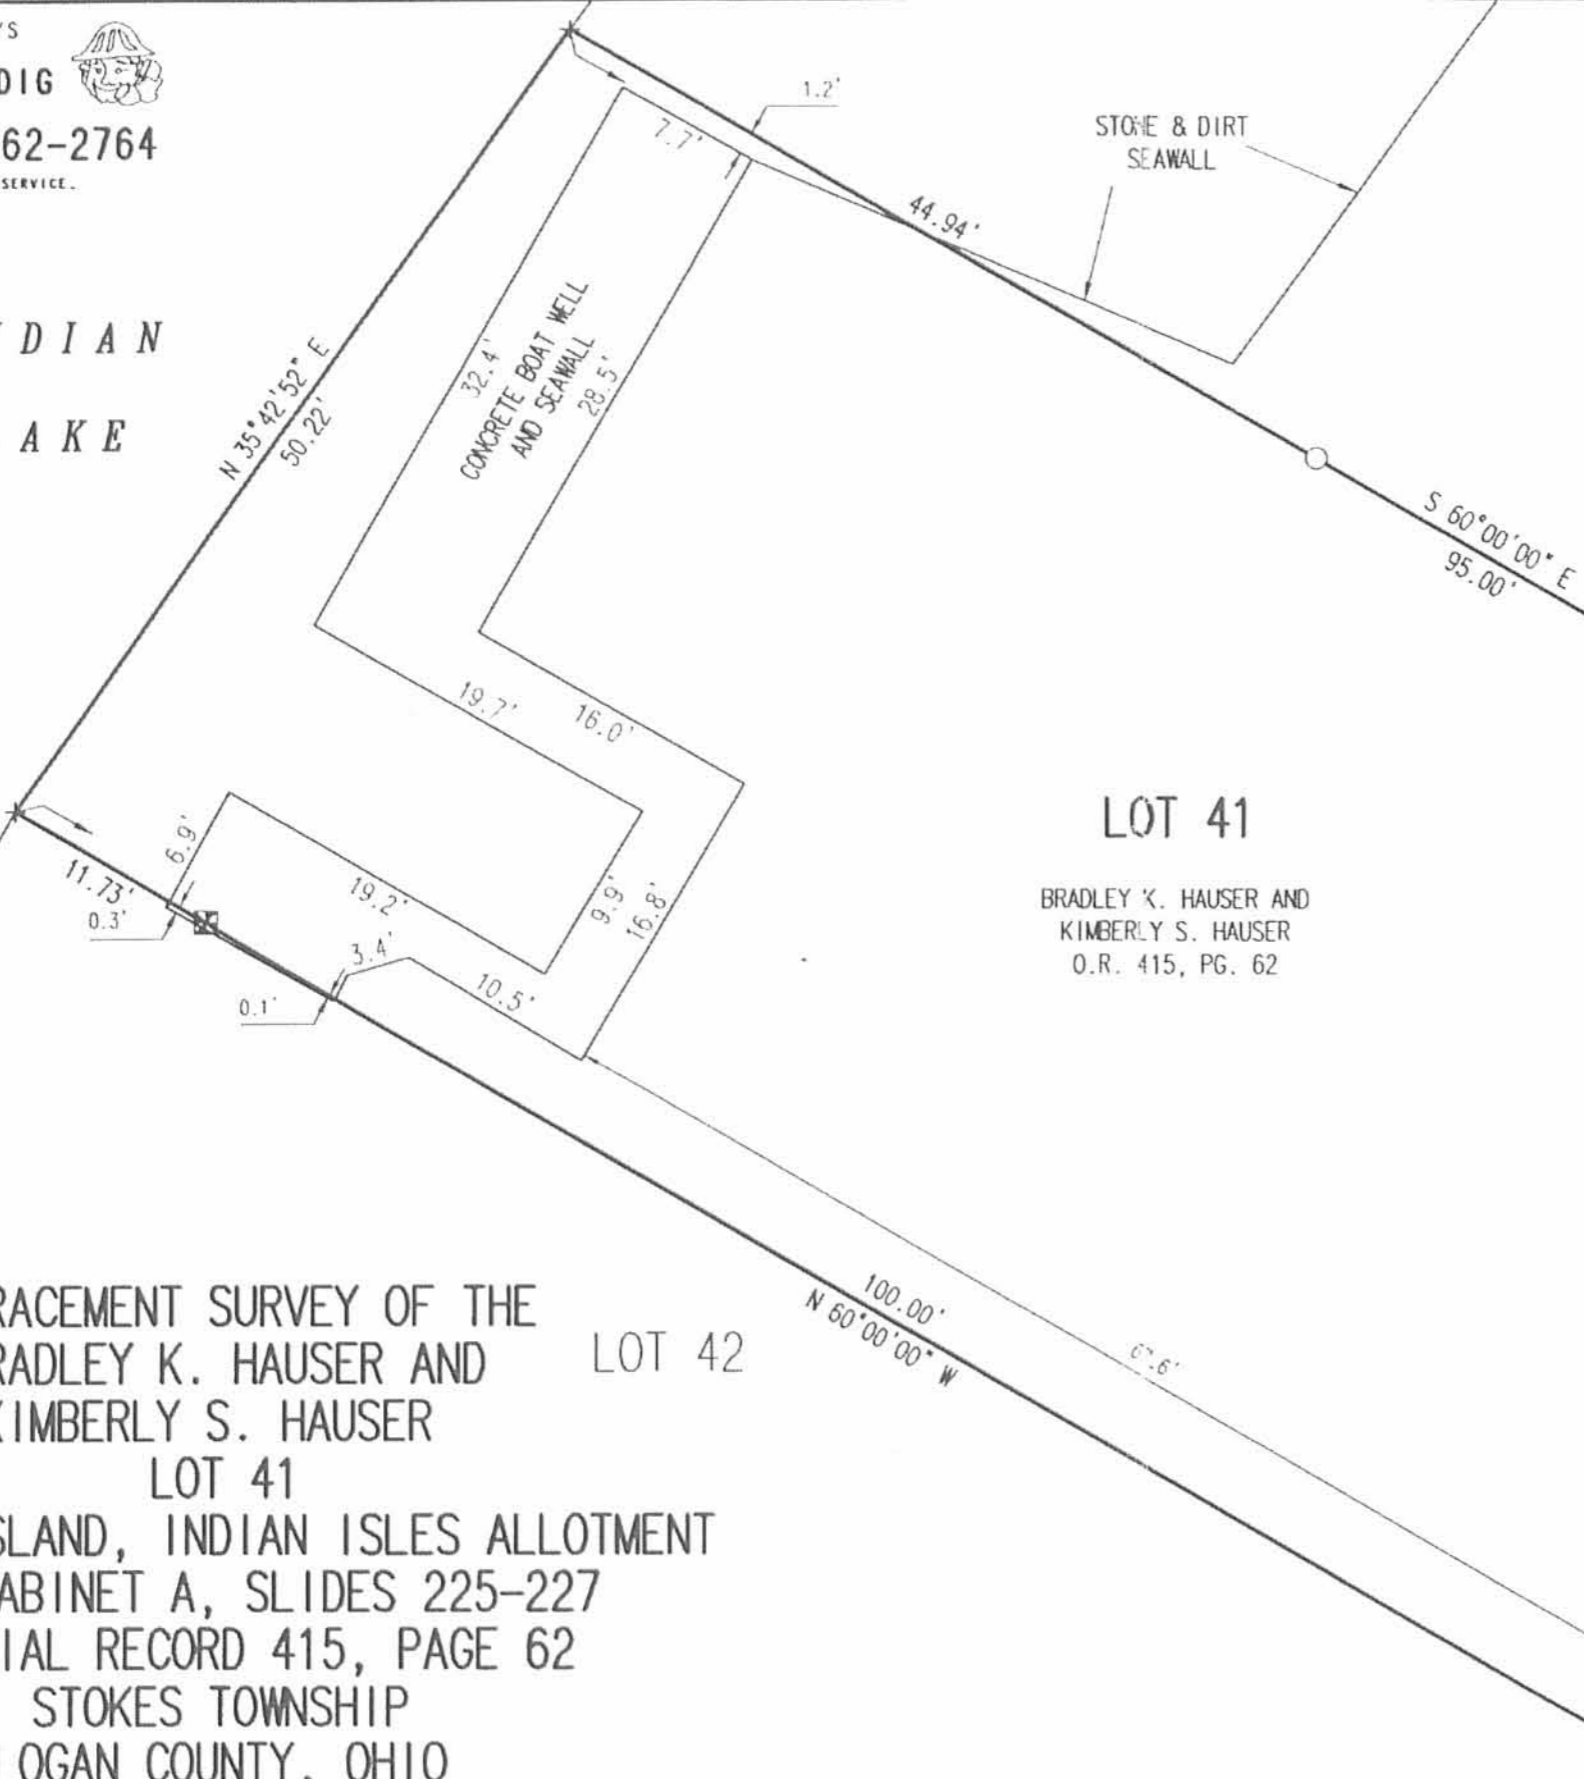 DIG
62-2764
SERVICE.
DIAN
AKE
N 35°42'52" E
50.22'
1.2'
7.7'
STONE & DIRT
SEAWALL
44.94'
32.4'
CONCRETE BOAT WELL
AND SEAWALL
28.5'
S 60°00'00" E
95.00'
19.7'
16.0'
6.9'
11.73'
0.3'
19.2'
9.9'
16.8'
3.4'
0.1'
10.5'
LOT 41
BRADLEY K. HAUSER AND
KIMBERLY S. HAUSER
O.R. 415, PG. 62
100.00'
N 60°00'00" W
RACEMENT SURVEY OF THE
RADLEY K. HAUSER AND
KIMBERLY S. HAUSER
LOT 41
SLAND, INDIAN ISLES ALLOTMENT
ABINET A, SLIDES 225-227
IAL RECORD 415, PAGE 62
STOKES TOWNSHIP
OGAN COUNTY, OHIO
LOT 42